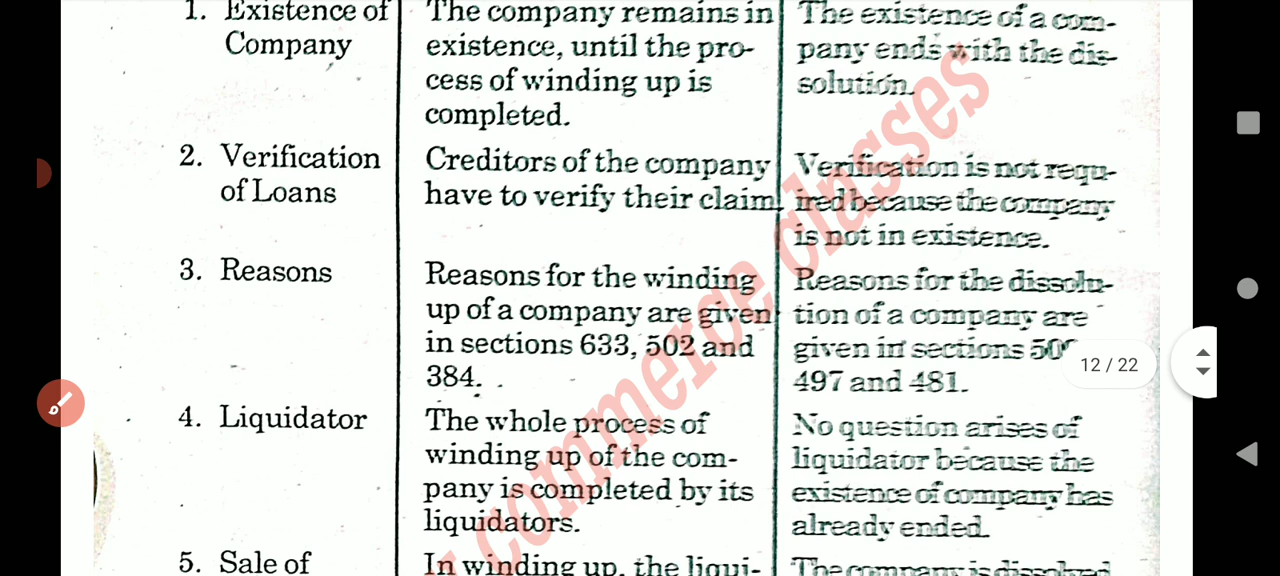 1. Existence of
Company
The company remains in
existence, until the pro-
cess of winding up is
completed.
The existence of a com-
pany ends with the dis-
solution.
2. Verification
of Loans
Creditors of the company
have to verify their claim.
Verification is not requ-
ired because the company
is not in existence.
3. Reasons
Reasons for the winding
up of a company are given
in sections 633, 502 and
384.
Reasons for the dissolu-
tion of a company are
given in sections
497 and 481.
4. Liquidator
The whole process of
winding up of the com-
pany is completed by its
liquidators.
No question arises of
liquidator because the
existence of company has
already ended.
5. Sale of
In winding up, the liqui-
The company is dissolved
commerce classes
12 / 22